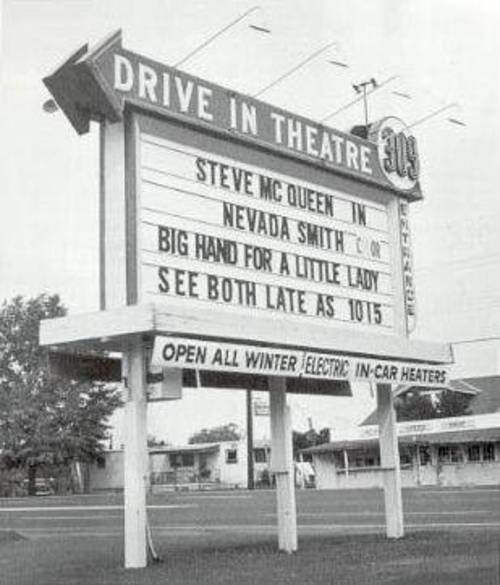 DRIVE IN THEATRE
309
ENTRANCE
STEVE MC QUEEN IN
NEVADA SMITH C OR
BIG HAND FOR A LITTLE LADY
SEE BOTH LATE AS 1015
OPEN ALL WINTER ELECTRIC IN-CAR HEATERS